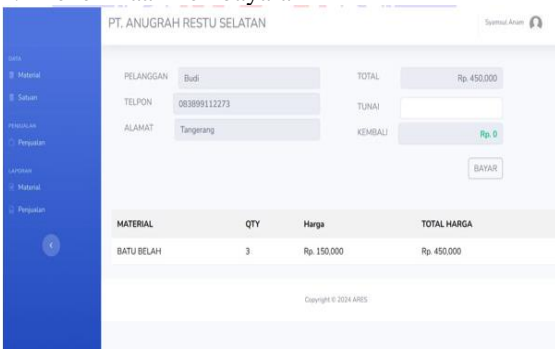 PT. ANUGRAH RESTU SELATAN
Syamsul Anam
DATA
Material
Satuan
PENJUALAN
Penjualan
LAPORAN
Material
Penjualan
PELANGGAN Budi
TELPON 083899112273
ALAMAT Tangerang
TOTAL Rp. 450,000
TUNAI
KEMBALI Rp. 0
BAYAR
MATERIAL QTY Harga TOTAL HARGA
BATU BELAH 3 Rp. 150,000 Rp. 450,000
Copyright © 2024 ARES